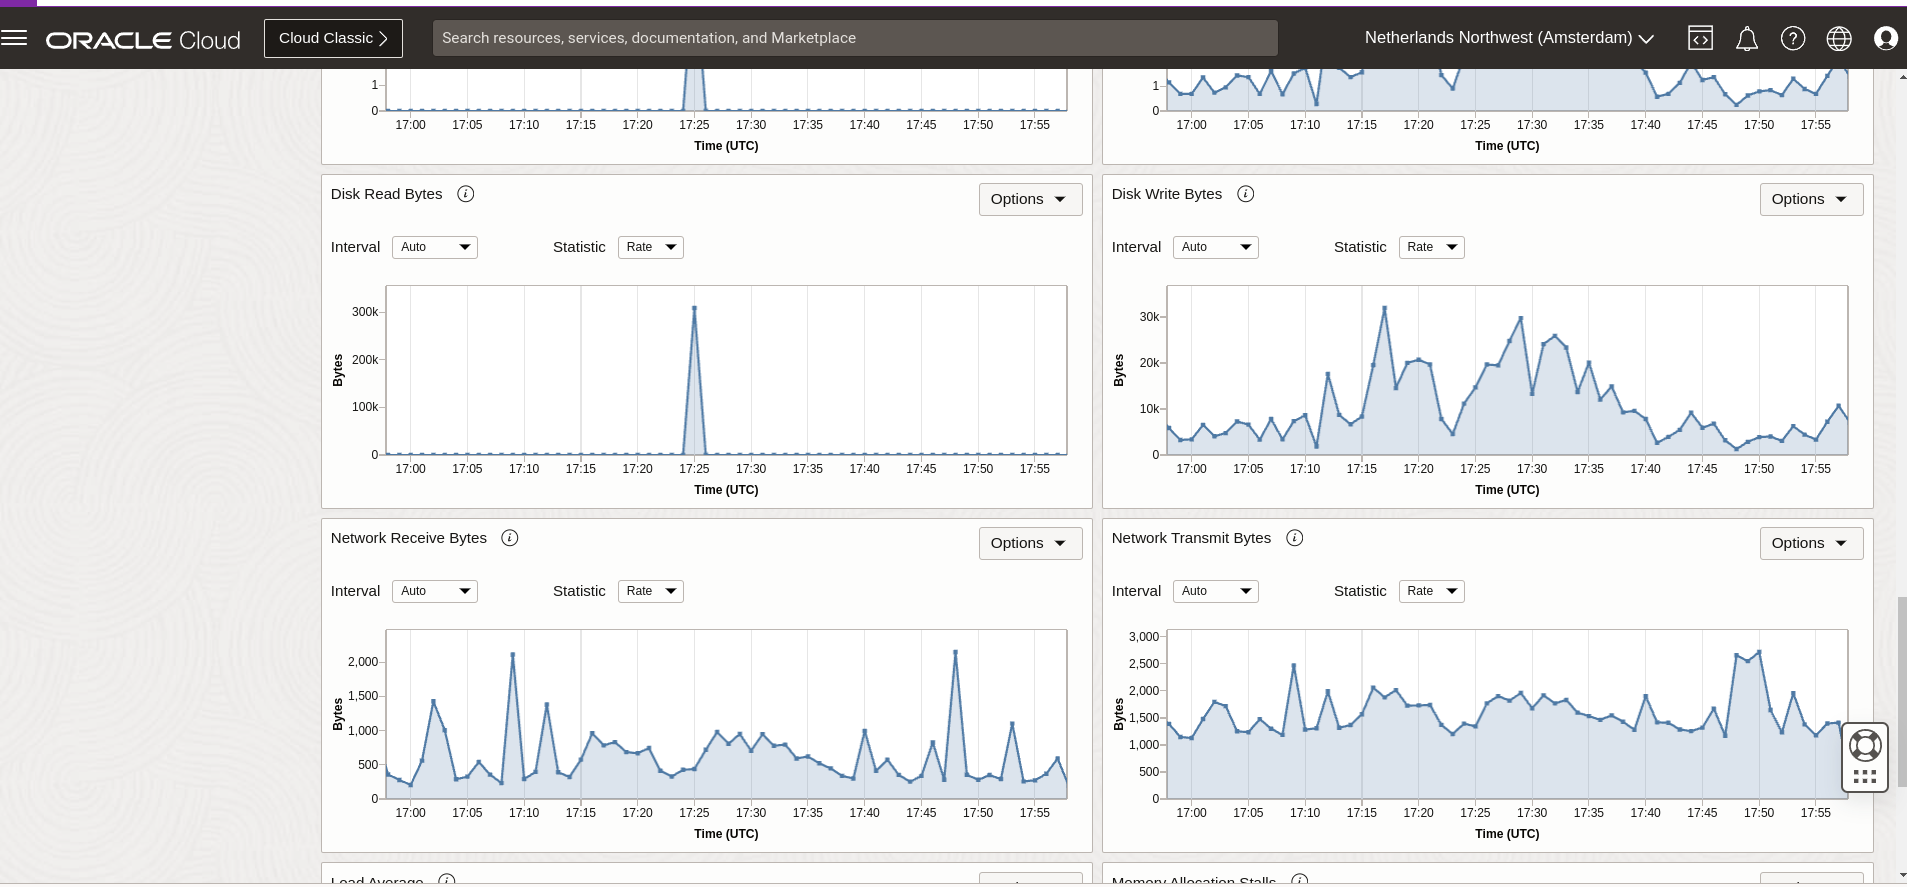 ORACLE Cloud
Cloud Classic
Search resources, services, documentation, and Marketplace
Netherlands Northwest (Amsterdam)
1
0
17:00 17:05 17:10 17:15 17:20 17:25 17:30 17:35 17:40 17:45 17:50 17:55
Time (UTC)
1
0
17:00 17:05 17:10 17:15 17:20 17:25 17:30 17:35 17:40 17:45 17:50 17:55
Time (UTC)
Disk Read Bytes
Options
Interval Auto Statistic Rate
300k
200k
100k
0
Bytes
17:00 17:05 17:10 17:15 17:20 17:25 17:30 17:35 17:40 17:45 17:50 17:55
Time (UTC)
Disk Write Bytes
Options
Interval Auto Statistic Rate
30k
20k
10k
0
Bytes
17:00 17:05 17:10 17:15 17:20 17:25 17:30 17:35 17:40 17:45 17:50 17:55
Time (UTC)
Network Receive Bytes
Options
Interval Auto Statistic Rate
2,000
1,500
1,000
500
0
Bytes
17:00 17:05 17:10 17:15 17:20 17:25 17:30 17:35 17:40 17:45 17:50 17:55
Time (UTC)
Network Transmit Bytes
Options
Interval Auto Statistic Rate
3,000
2,500
2,000
1,500
1,000
500
0
Bytes
17:00 17:05 17:10 17:15 17:20 17:25 17:30 17:35 17:40 17:45 17:50 17:55
Time (UTC)
Load Average
Memory Allocation Stalls